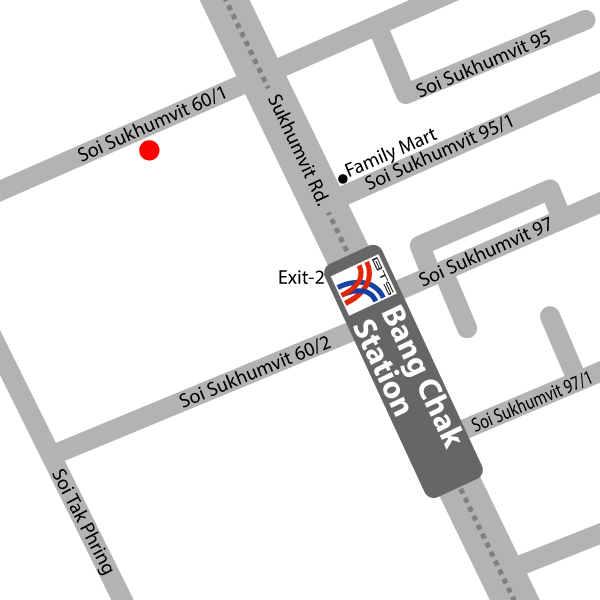 Soi Sukhumvit 95
Soi Sukhumvit 60/1
Sukhumvit Rd.
Family Mart
Soi Sukhumvit 95/1
Soi Sukhumvit 97
Exit-2
BTS
Bang Chak
Station
Soi Sukhumvit 60/2
Soi Sukhumvit 97/1
Soi Tak Phring